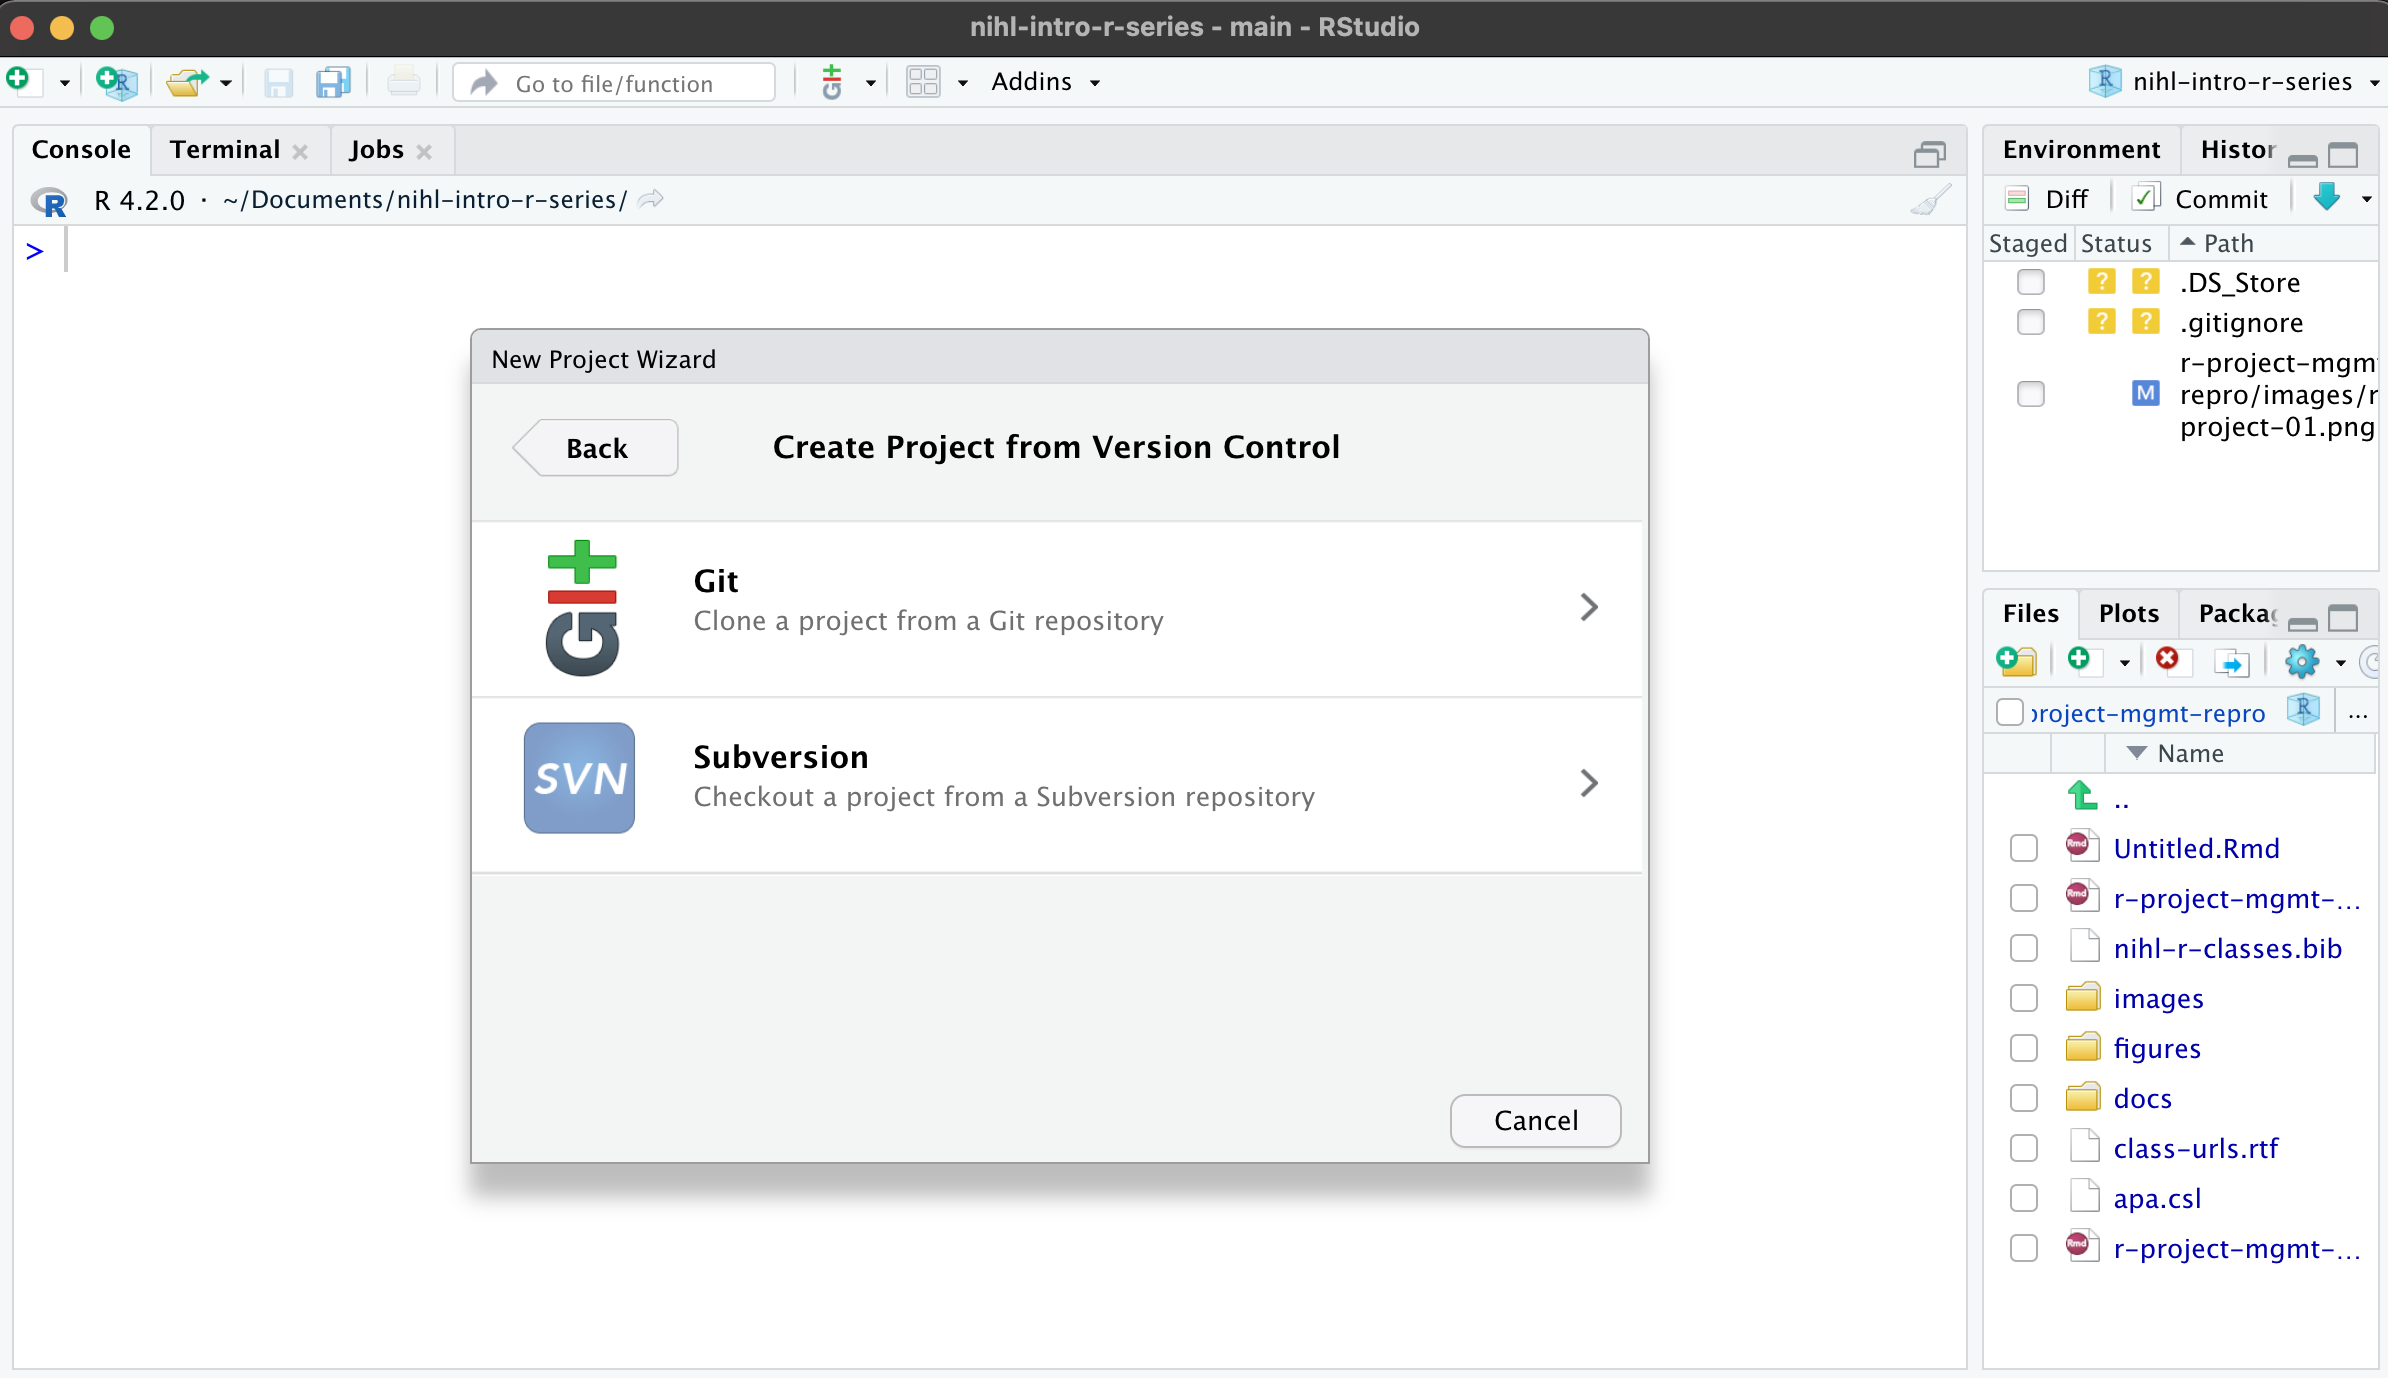 nihl-intro-r-series - main - RStudio
Go to file/function
Addins
nihl-intro-r-series
Console
Terminal
Jobs
R 4.2.0 · ~/Documents/nihl-intro-r-series/
>
New Project Wizard
Back
Create Project from Version Control
Git
Clone a project from a Git repository
SVN
Subversion
Checkout a project from a Subversion repository
Cancel
Environment
Histor
Diff
Commit
Staged
Status
Path
? ? .DS_Store
? ? .gitignore
r-project-mgm
M repro/images/r
project-01.png
Files
Plots
Packag
project-mgmt-repro
...
Name
..
Untitled.Rmd
r-project-mgmt-...
nihl-r-classes.bib
images
figures
docs
class-urls.rtf
apa.csl
r-project-mgmt-...